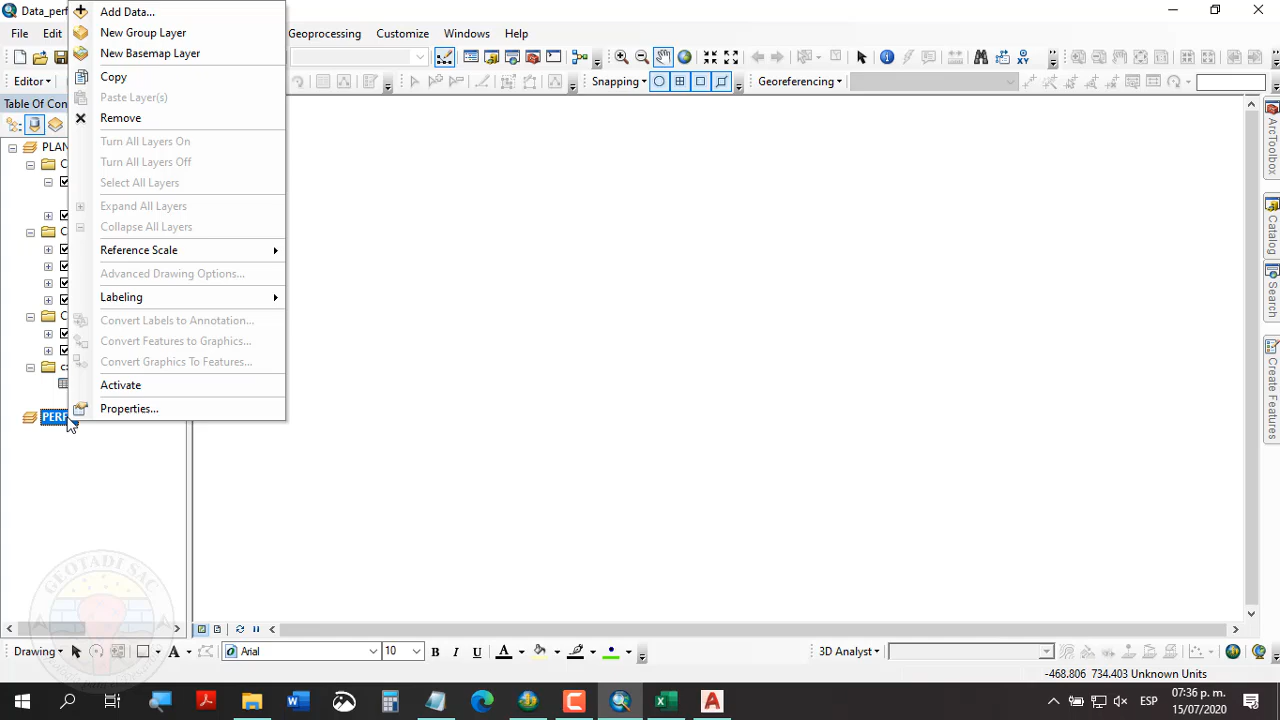 Data_perf
File Edit Geoprocessing Customize Windows Help
Editor Snapping Georeferencing
Table Of Con
PLAN
C
C
C
PERF
Add Data...
New Group Layer
New Basemap Layer
Copy
Paste Layer(s)
Remove
Turn All Layers On
Turn All Layers Off
Select All Layers
Expand All Layers
Collapse All Layers
Reference Scale
Advanced Drawing Options...
Labeling
Convert Labels to Annotation...
Convert Features to Graphics...
Convert Graphics To Features...
Activate
Properties...
ArcToolbox
Catalog
Search
Create Features
GEOTADI SAC
Drawing Arial 10 B I U A 3D Analyst
-468.806 734.403 Unknown Units
ESP
07:36 p. m.
15/07/2020